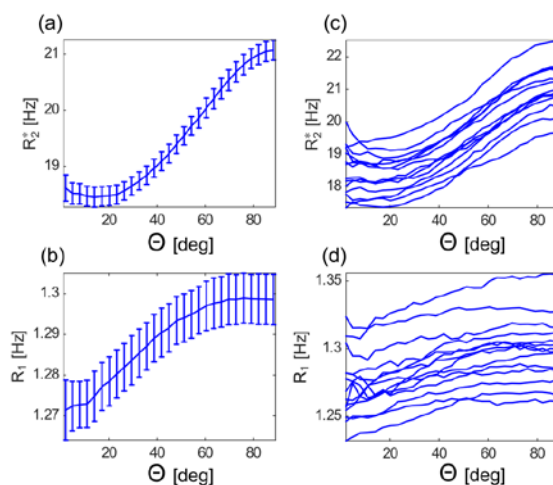 (a)
21
20
19
R₂* [Hz]
20 40 60 80
Θ [deg]
(c)
22
21
20
19
18
R₂* [Hz]
20 40 60 80
Θ [deg]
(b)
1.3
1.29
1.28
1.27
R₁ [Hz]
20 40 60 80
Θ [deg]
(d)
1.35
1.3
1.25
R₁ [Hz]
0 20 40 60 80
Θ [deg]